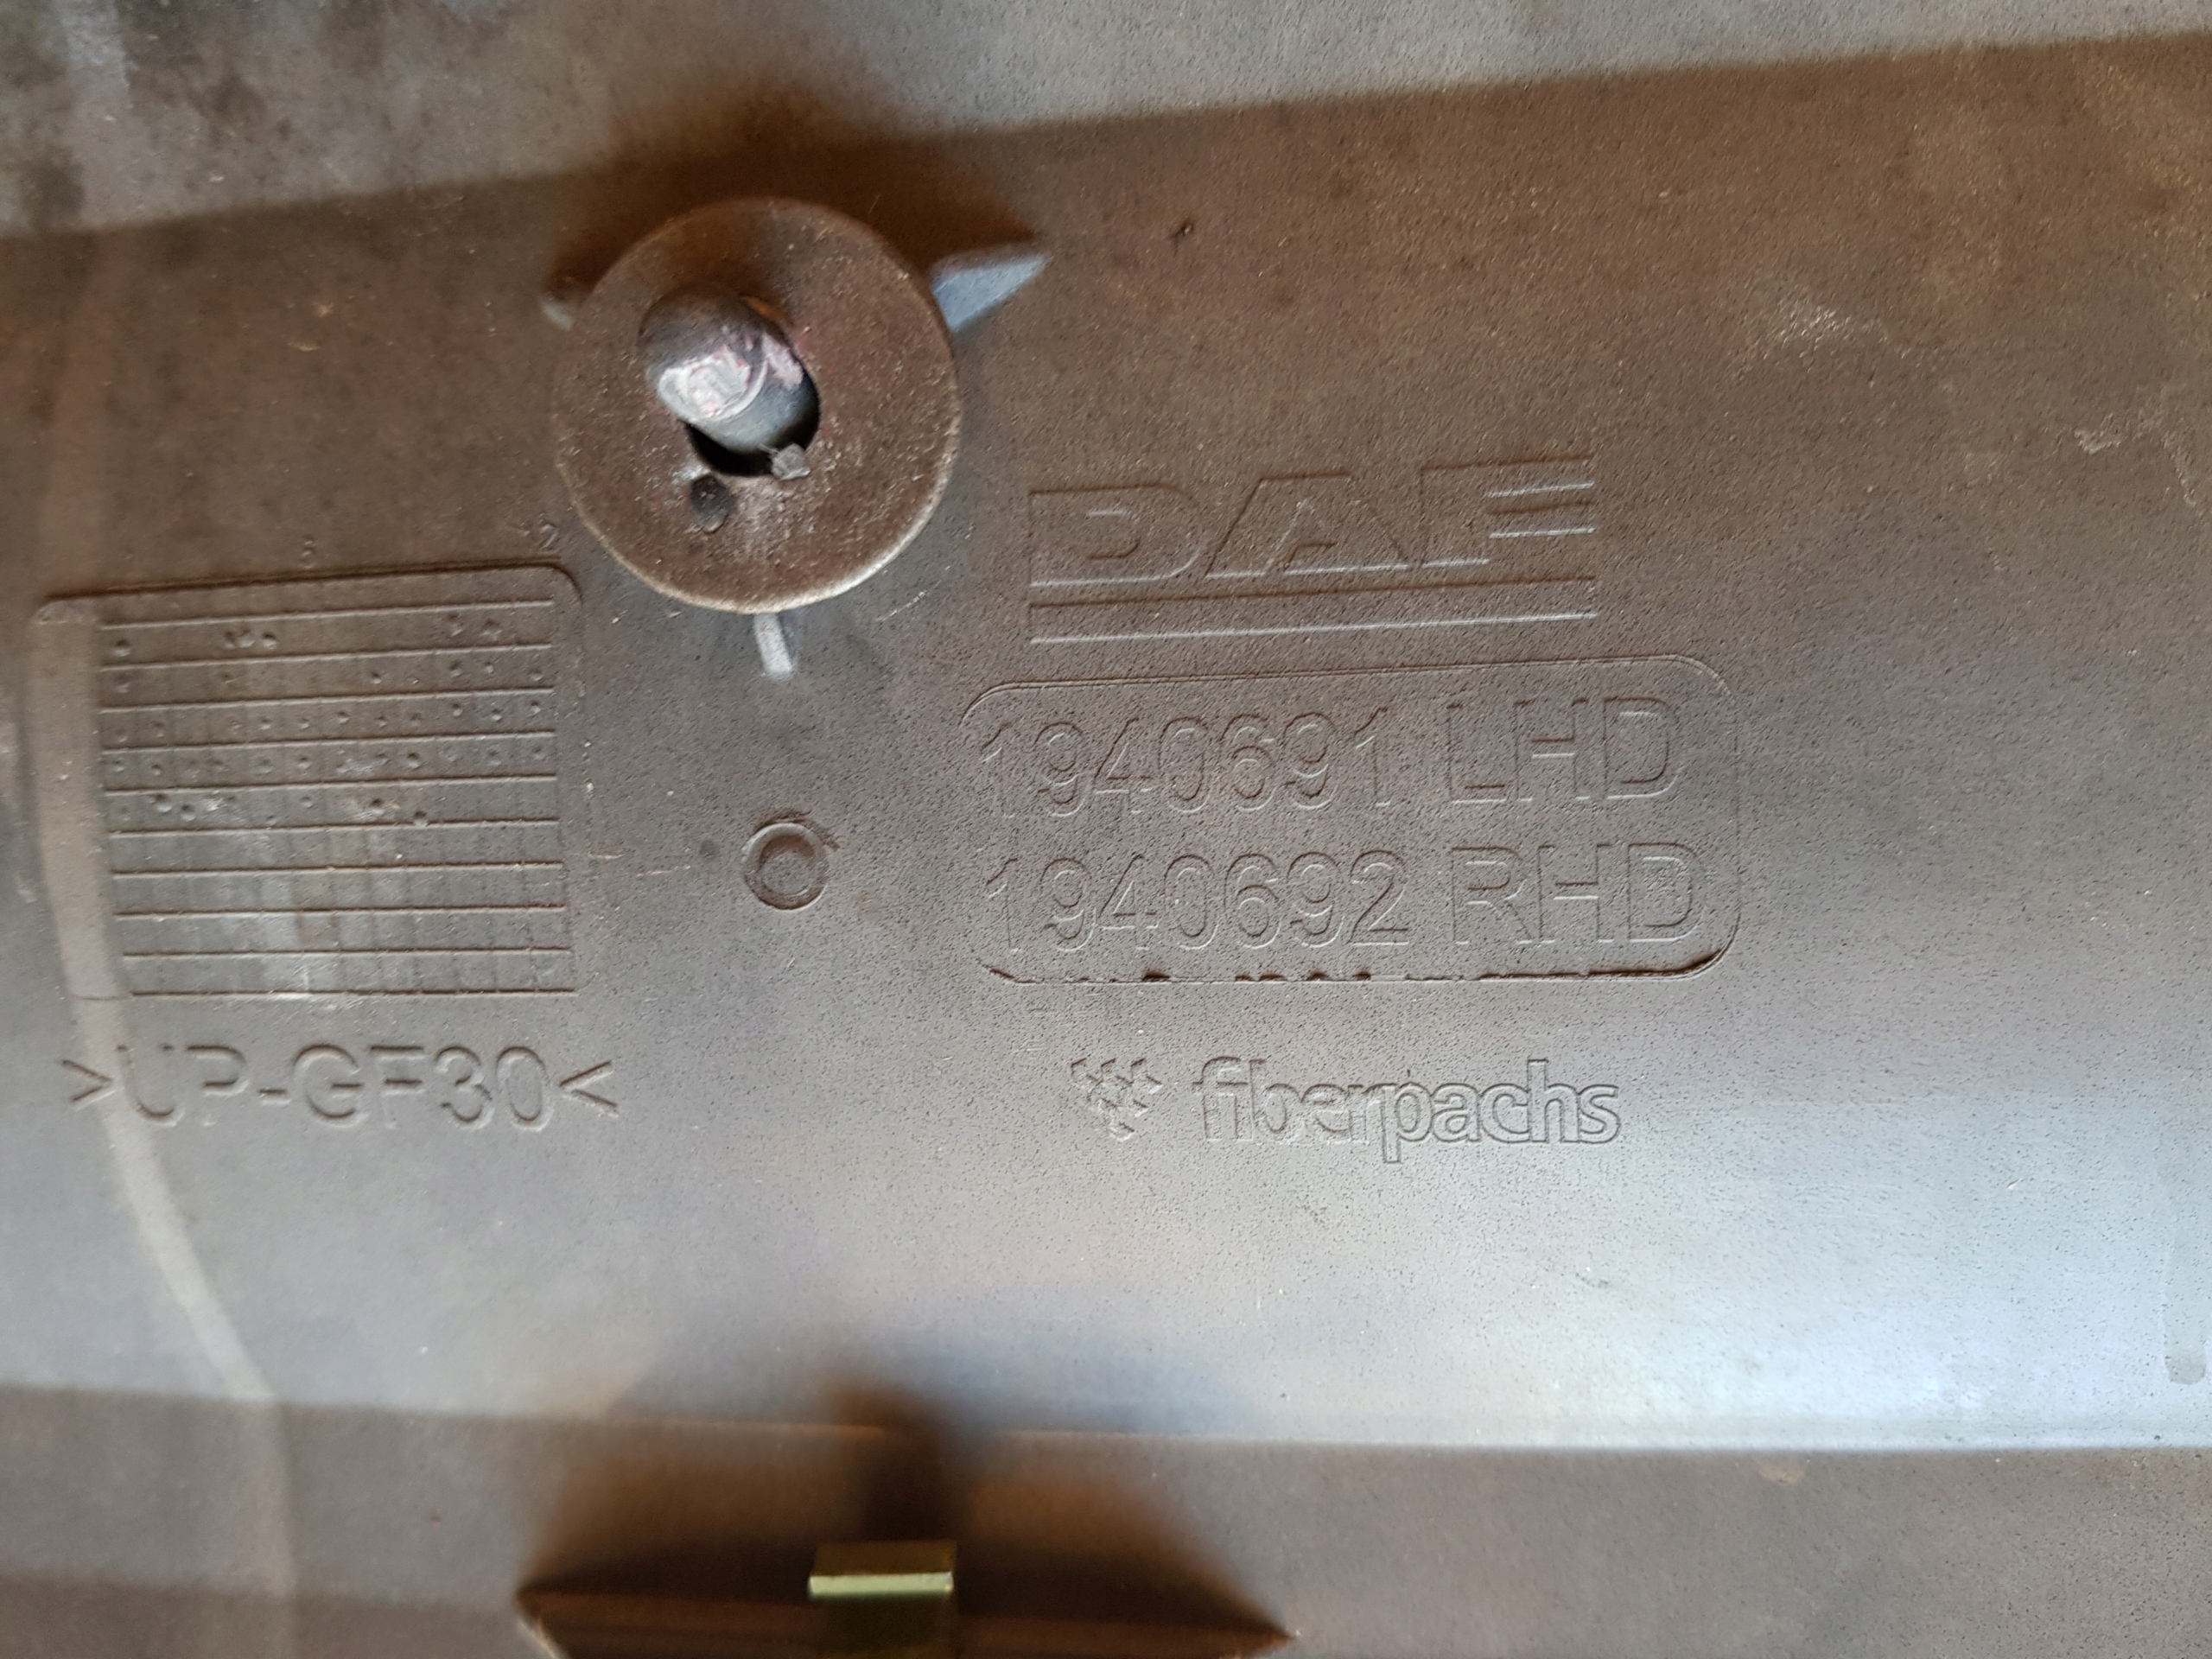 DAF
1940691 LHD
1940692 RHD
>UP-GF30<
fiberpachs